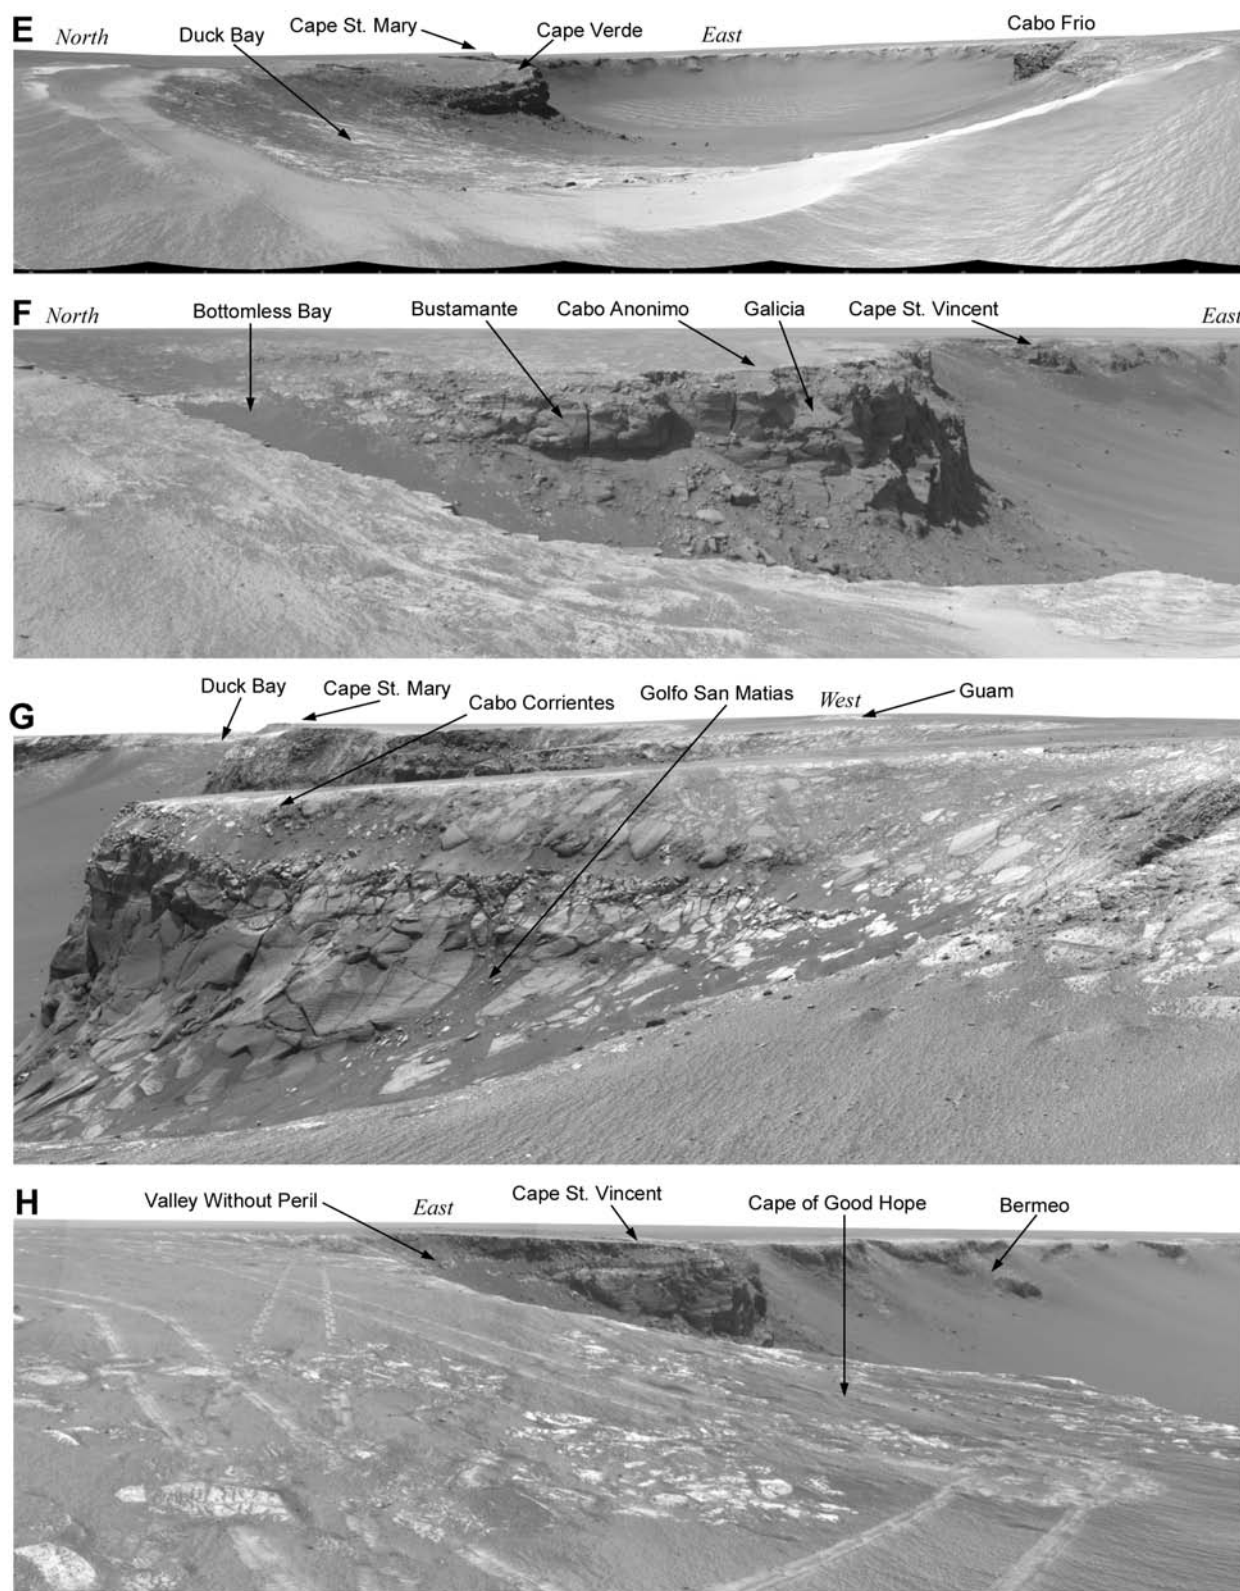 E
North
Duck Bay
Cape St. Mary
Cape Verde
East
Cabo Frio
F
North
Bottomless Bay
Bustamante
Cabo Anonimo
Galicia
Cape St. Vincent
East
G
Duck Bay
Cape St. Mary
Cabo Corrientes
Golfo San Matias
West
Guam
H
Valley Without Peril
East
Cape St. Vincent
Cape of Good Hope
Bermeo